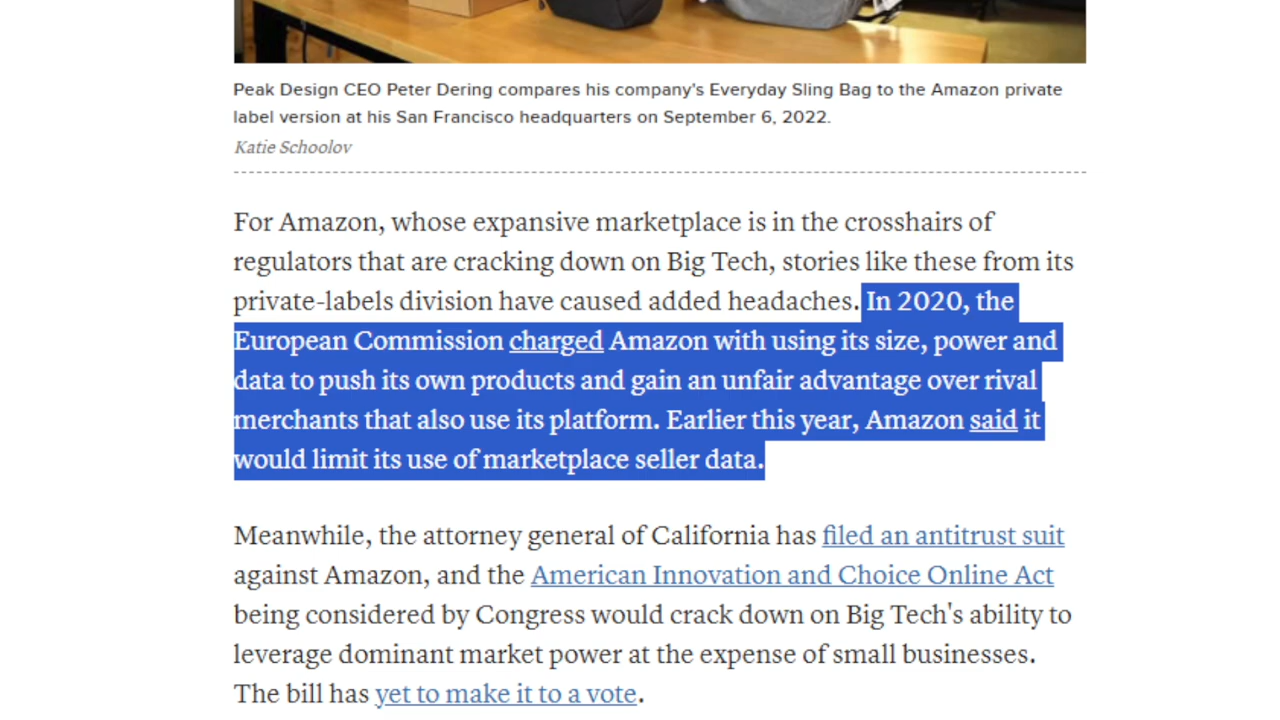 Peak Design CEO Peter Dering compares his company's Everyday Sling Bag to the Amazon private
label version at his San Francisco headquarters on September 6, 2022.
Katie Schoolov
For Amazon, whose expansive marketplace is in the crosshairs of
regulators that are cracking down on Big Tech, stories like these from its
private-labels division have caused added headaches. In 2020, the
European Commission charged Amazon with using its size, power and
data to push its own products and gain an unfair advantage over rival
merchants that also use its platform. Earlier this year, Amazon said it
would limit its use of marketplace seller data.
Meanwhile, the attorney general of California has filed an antitrust suit
against Amazon, and the American Innovation and Choice Online Act
being considered by Congress would crack down on Big Tech's ability to
leverage dominant market power at the expense of small businesses.
The bill has yet to make it to a vote.